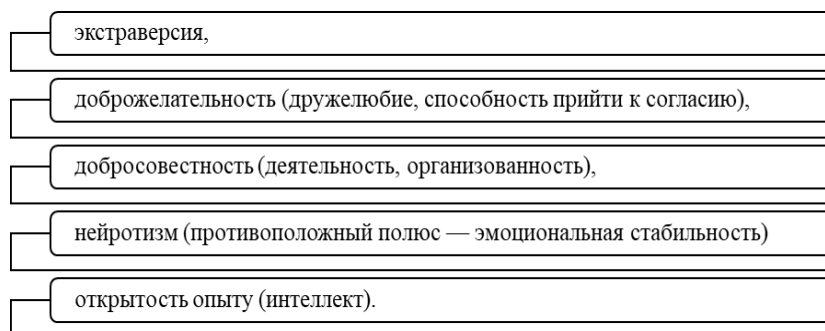 экстраверсия,
доброжелательность (дружелюбие, способность прийти к согласию),
добросовестность (деятельность, организованность),
нейротизм (противоположный полюс — эмоциональная стабильность)
открытость опыту (интеллект).